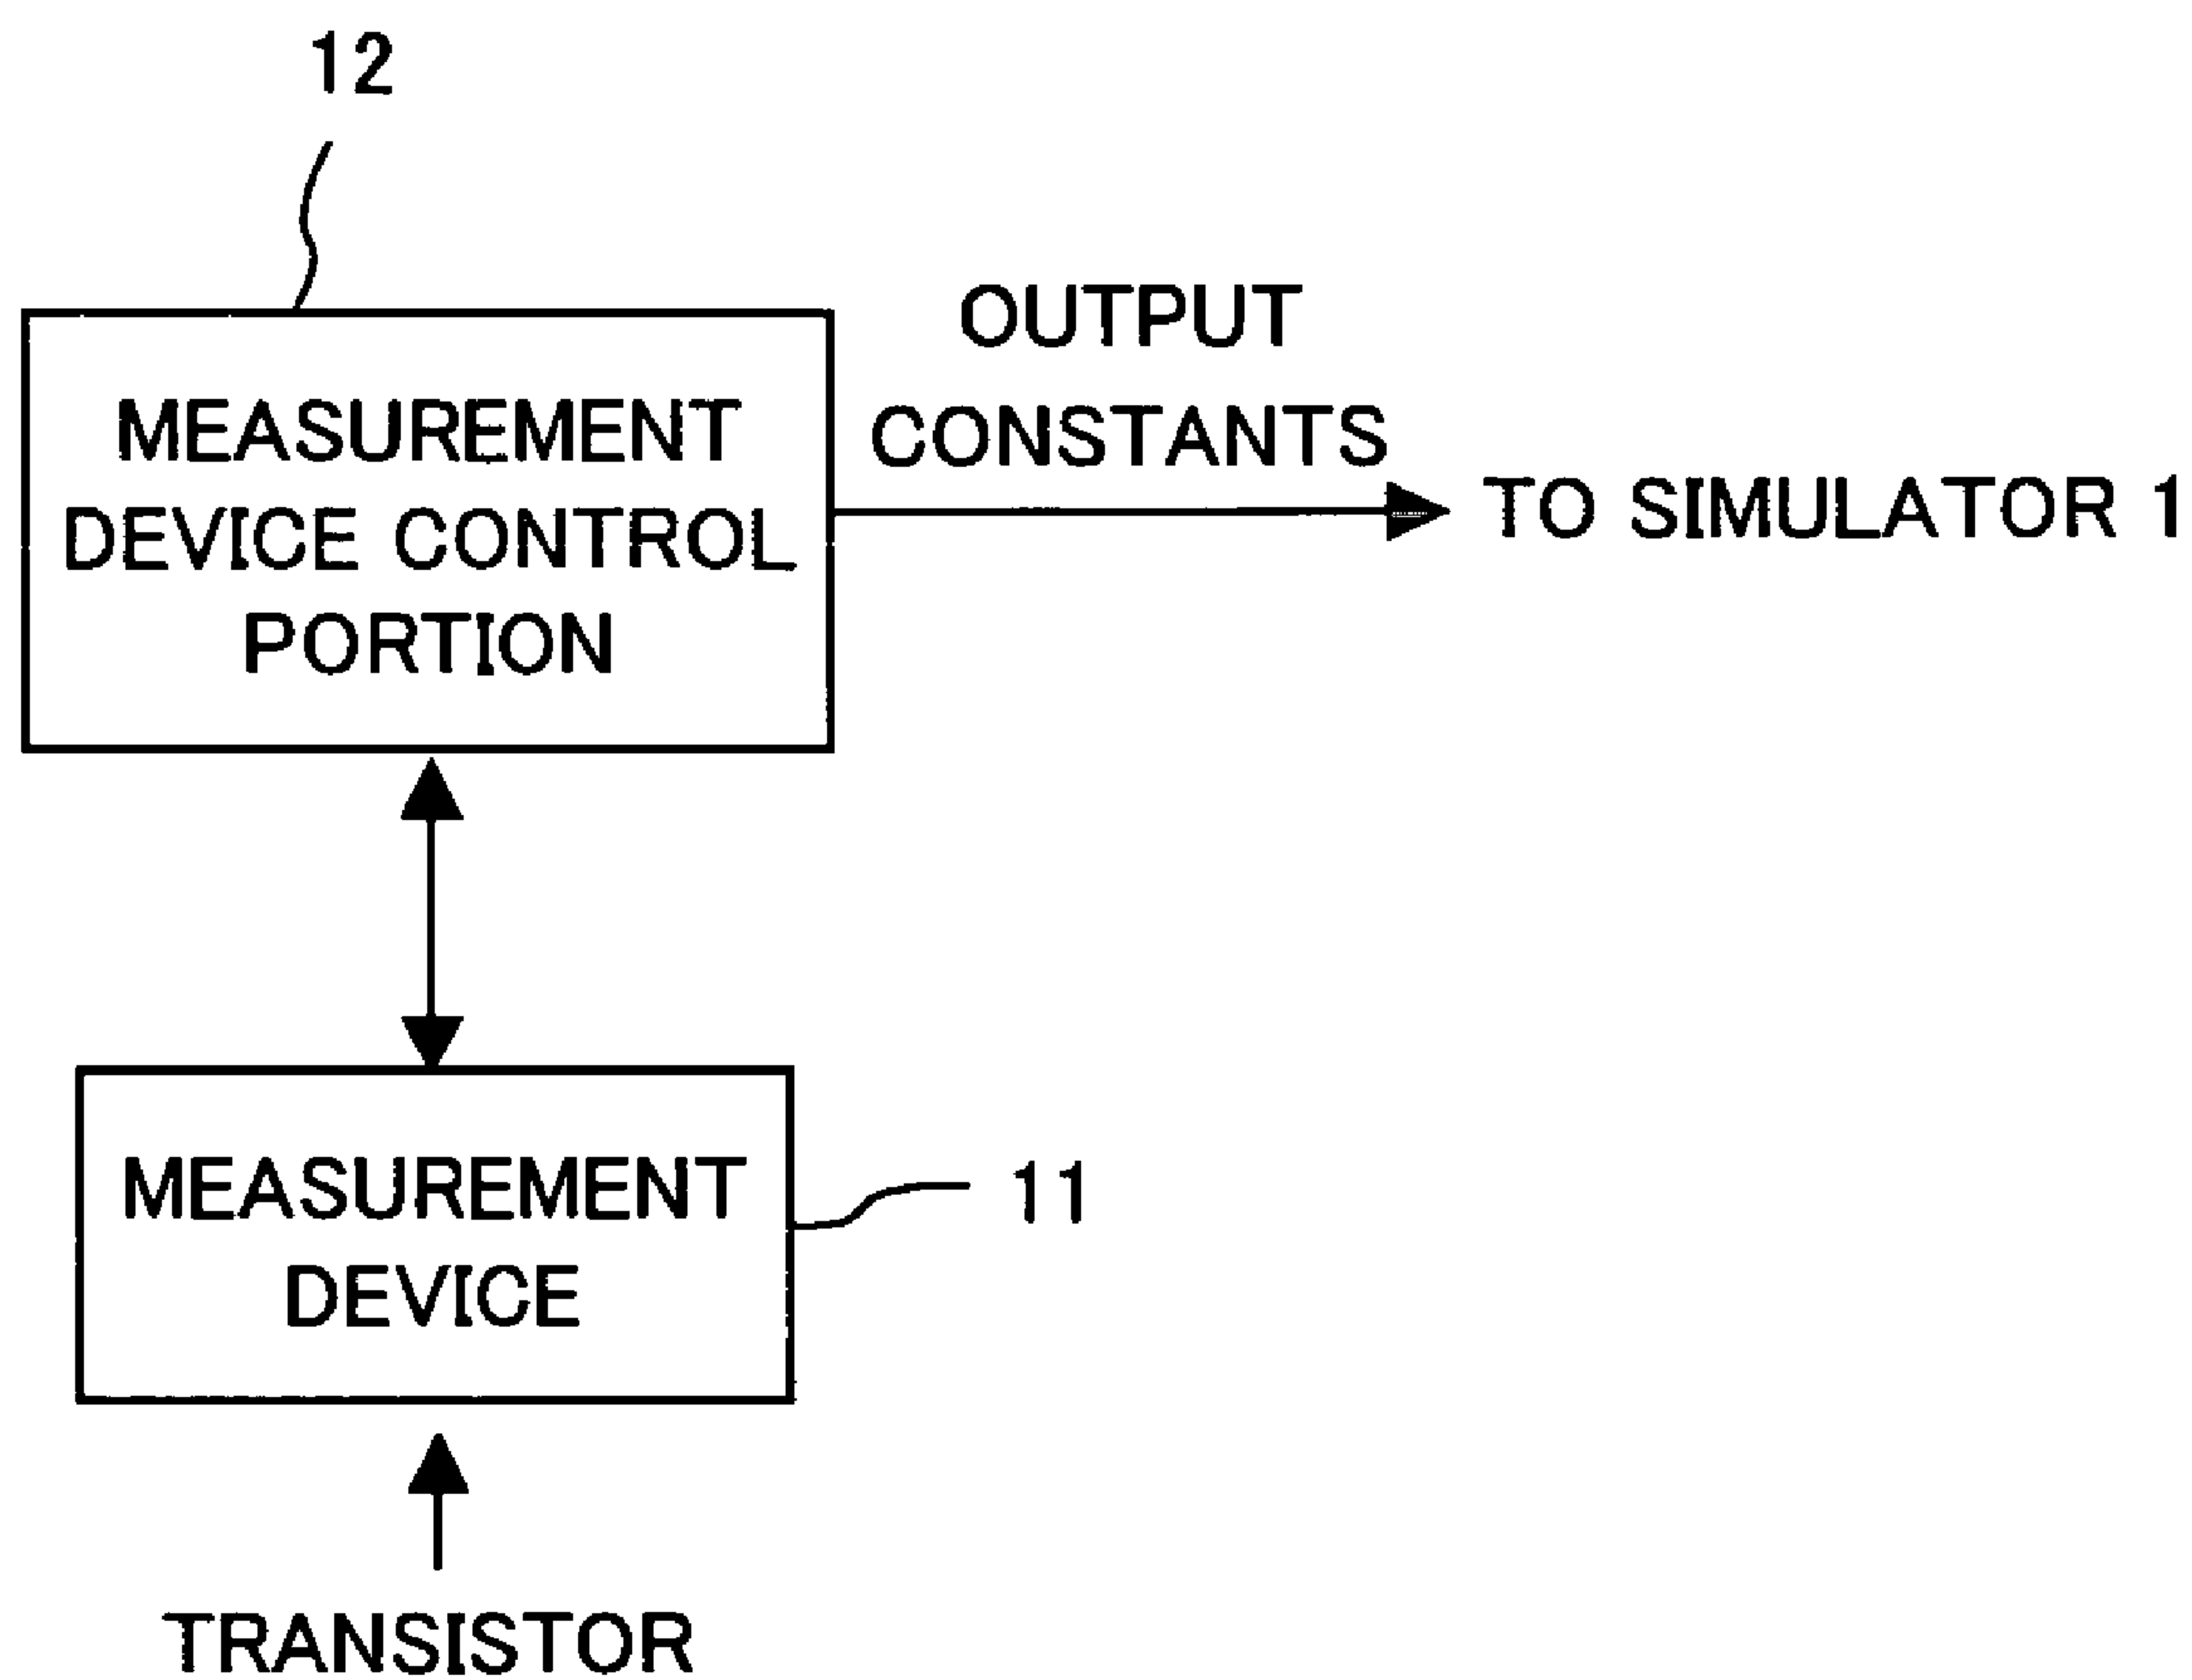 12
OUTPUT
CONSTANTS
MEASUREMENT
DEVICE CONTROL
PORTION
TO SIMULATOR 1
MEASUREMENT
DEVICE
11
TRANSISTOR